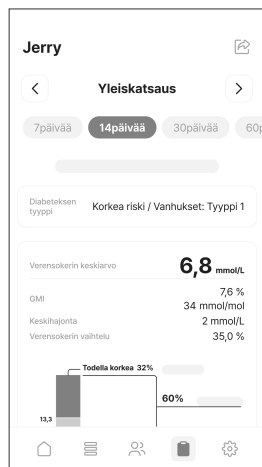 Jerry
Yleiskatsaus
7päivää 14päivää 30päivää 60p
Diabeteksen tyyppi
Korkea riski / Vanhukset: Tyyppi 1
Verensokerin keskiarvo 6,8 mmol/L
GMI 7,6 %
34 mmol/mol
Keskihajonta 2 mmol/L
Verensokerin vaihtelu 35,0 %
Todella korkea 32%
60%
13,3